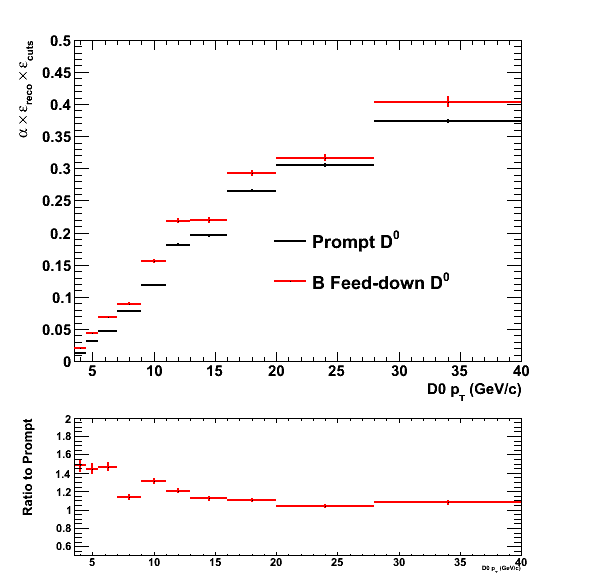 α × ε_reco × ε_cuts
0.5
0.45
0.4
0.35
0.3
0.25
0.2
0.15
0.1
0.05
0
Prompt D⁰
B Feed-down D⁰
5 10 15 20 25 30 35 40
D0 p_T (GeV/c)
Ratio to Prompt
2
1.8
1.6
1.4
1.2
1
0.8
0.6
5 10 15 20 25 30 35 40
D0 p_T (GeV/c)